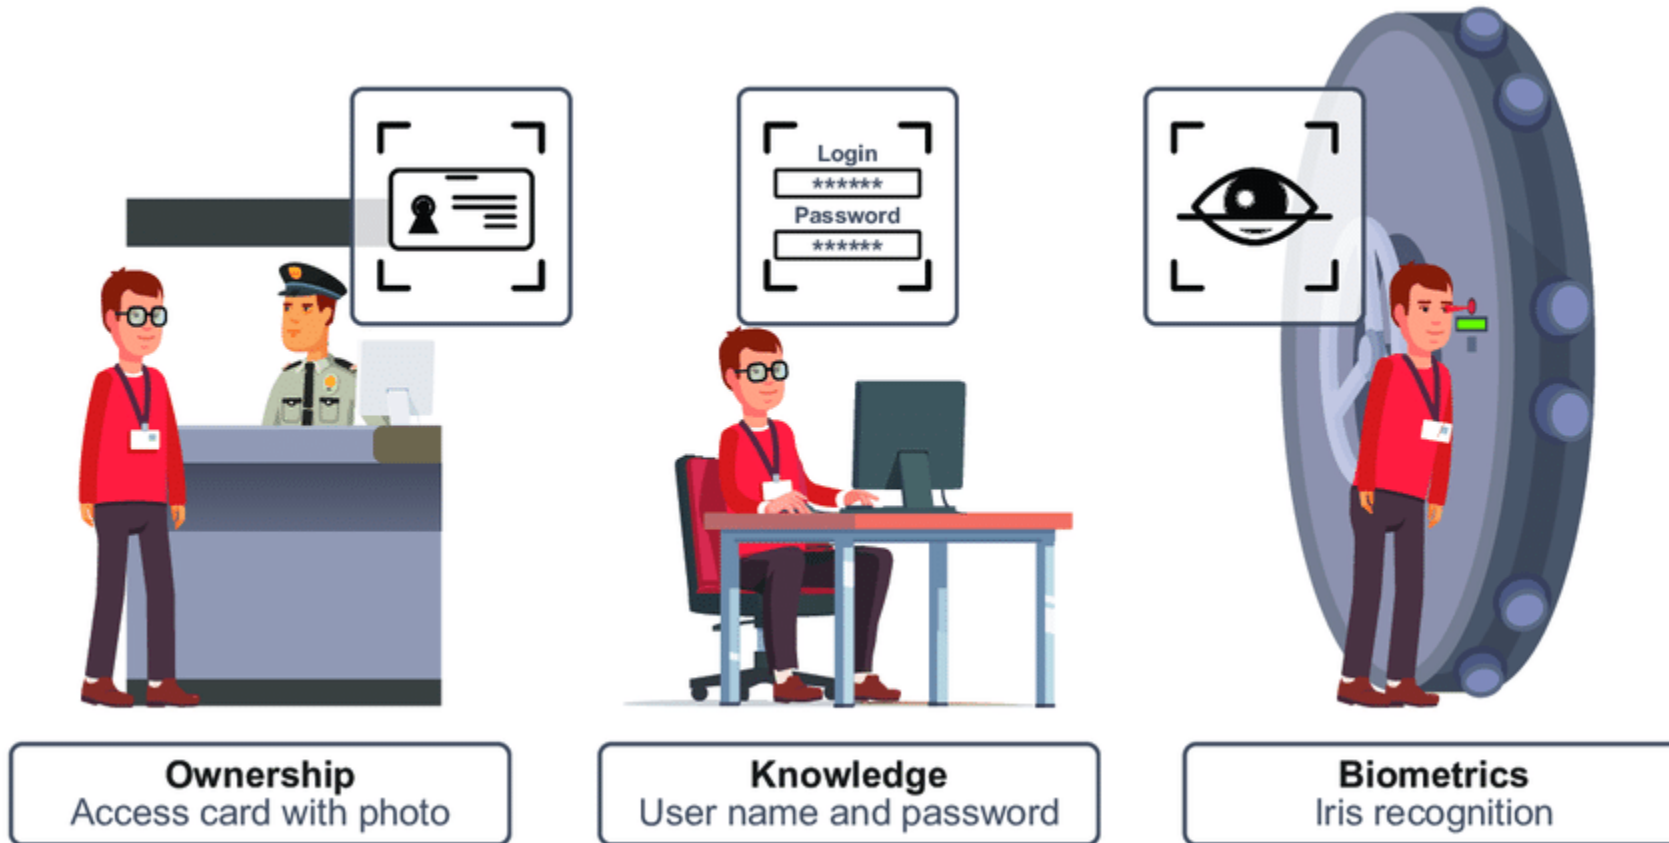 Login
******
Password
******
Ownership
Access card with photo
Knowledge
User name and password
Biometrics
Iris recognition